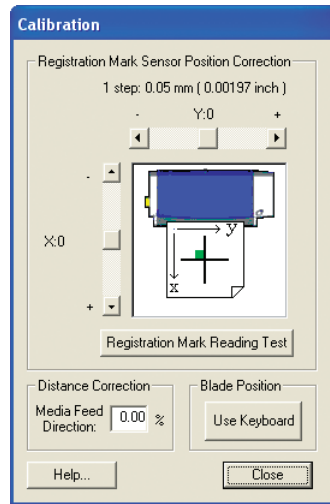 Calibration
Registration Mark Sensor Position Correction
1 step: 0.05 mm ( 0.00197 inch )
- Y:0 +
-
X:0
+
y
x
Registration Mark Reading Test
Distance Correction
Media Feed
Direction: 0.00 %
Blade Position
Use Keyboard
Help...
Close